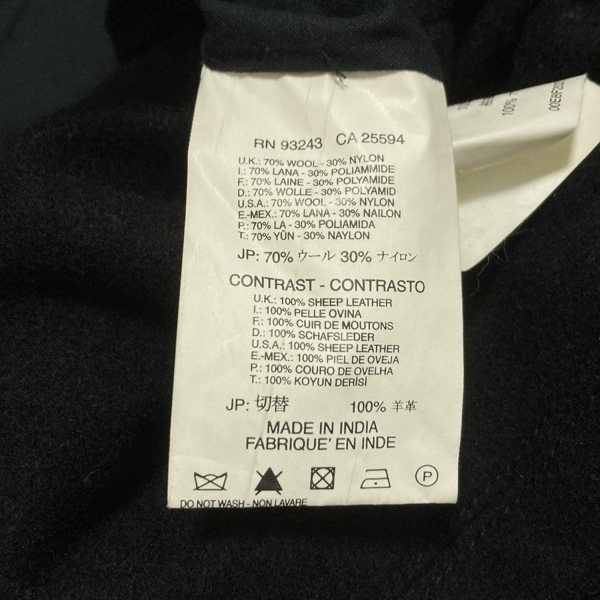 RN 93243 CA 25594
U.K.: 70% WOOL - 30% NYLON
I.: 70% LANA - 30% POLIAMMIDE
F.: 70% LAINE - 30% POLYAMIDE
D.: 70% WOLLE - 30% POLYAMID
U.S.A.: 70% WOOL - 30% NYLON
E.-MEX.: 70% LANA - 30% NAILON
P.: 70% LA - 30% POLIAMIDA
T.: 70% YÜN - 30% NAYLON
JP: 70% ウール 30% ナイロン
CONTRAST - CONTRASTO
U.K.: 100% SHEEP LEATHER
I.: 100% PELLE OVINA
F.: 100% CUIR DE MOUTONS
D.: 100% SCHAFSLEDER
U.S.A.: 100% SHEEP LEATHER
E.-MEX.: 100% PIEL DE OVEJA
P.: 100% COURO DE OVELHA
T.: 100% KOYUN DERİSİ
JP: 切替 100% 羊革
MADE IN INDIA
FABRIQUE' EN INDE
P
DO NOT WASH - NON LAVARE
100%